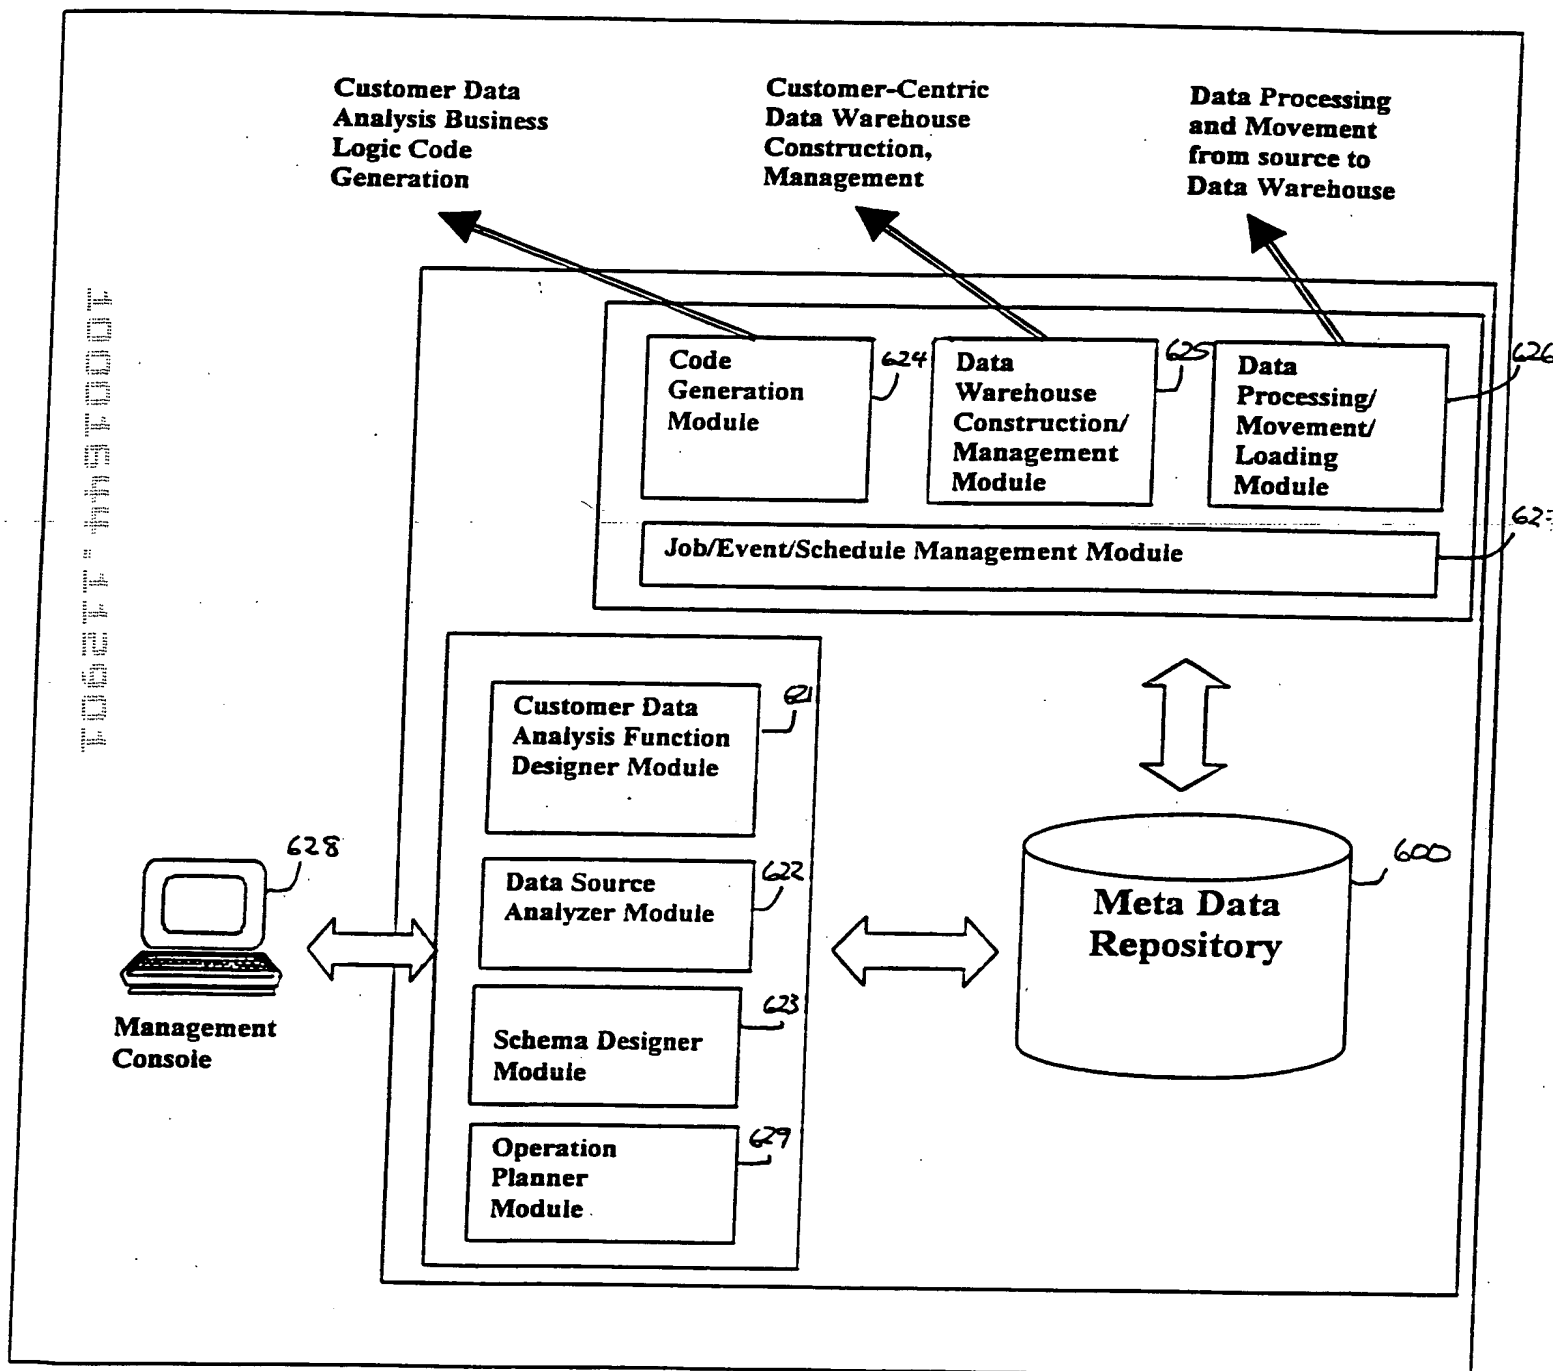 Customer Data
Analysis Business
Logic Code
Generation
Customer-Centric
Data Warehouse
Construction,
Management
Data Processing
and Movement
from source to
Data Warehouse
Code
Generation
Module
624
Data
Warehouse
Construction/
Management
Module
625
Data
Processing/
Movement/
Loading
Module
626
Job/Event/Schedule Management Module
Customer Data
Analysis Function
Designer Module
621
Data Source
Analyzer Module
622
Schema Designer
Module
623
Operation
Planner
Module
629
628
Management
Console
600
Meta Data
Repository
10001544.112901